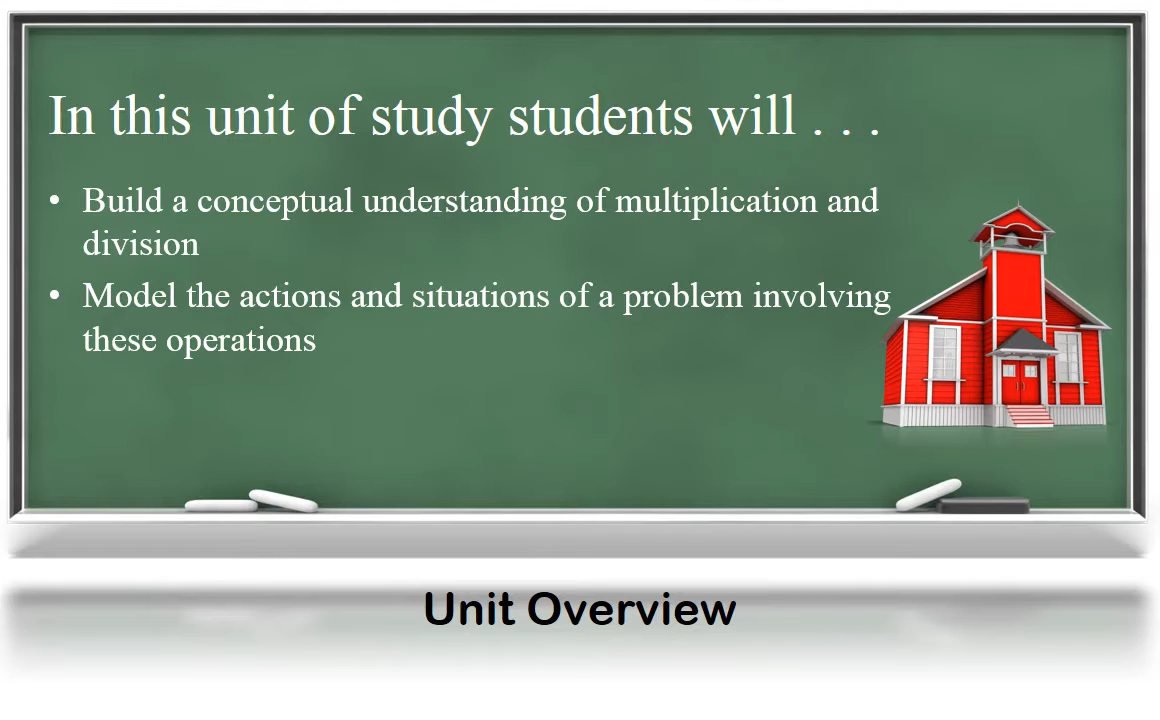 In this unit of study students will . . .
• Build a conceptual understanding of multiplication and
division
• Model the actions and situations of a problem involving
these operations
Unit Overview